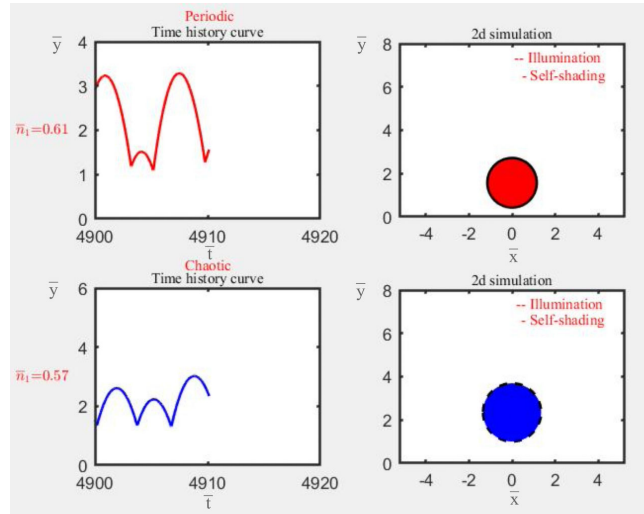 Periodic
Time history curve
2d simulation
y̅
4
3
2
1
0
n̅₁=0.61
4900
4910
4920
t̅
y̅
8
6
4
2
0
-- Illumination
- Self-shading
-4
-2
0
2
4
x̅
Chaotic
Time history curve
2d simulation
y̅
6
4
2
0
n̅₁=0.57
4900
4910
4920
t̅
y̅
8
6
4
2
0
-- Illumination
- Self-shading
-4
-2
0
2
4
x̅